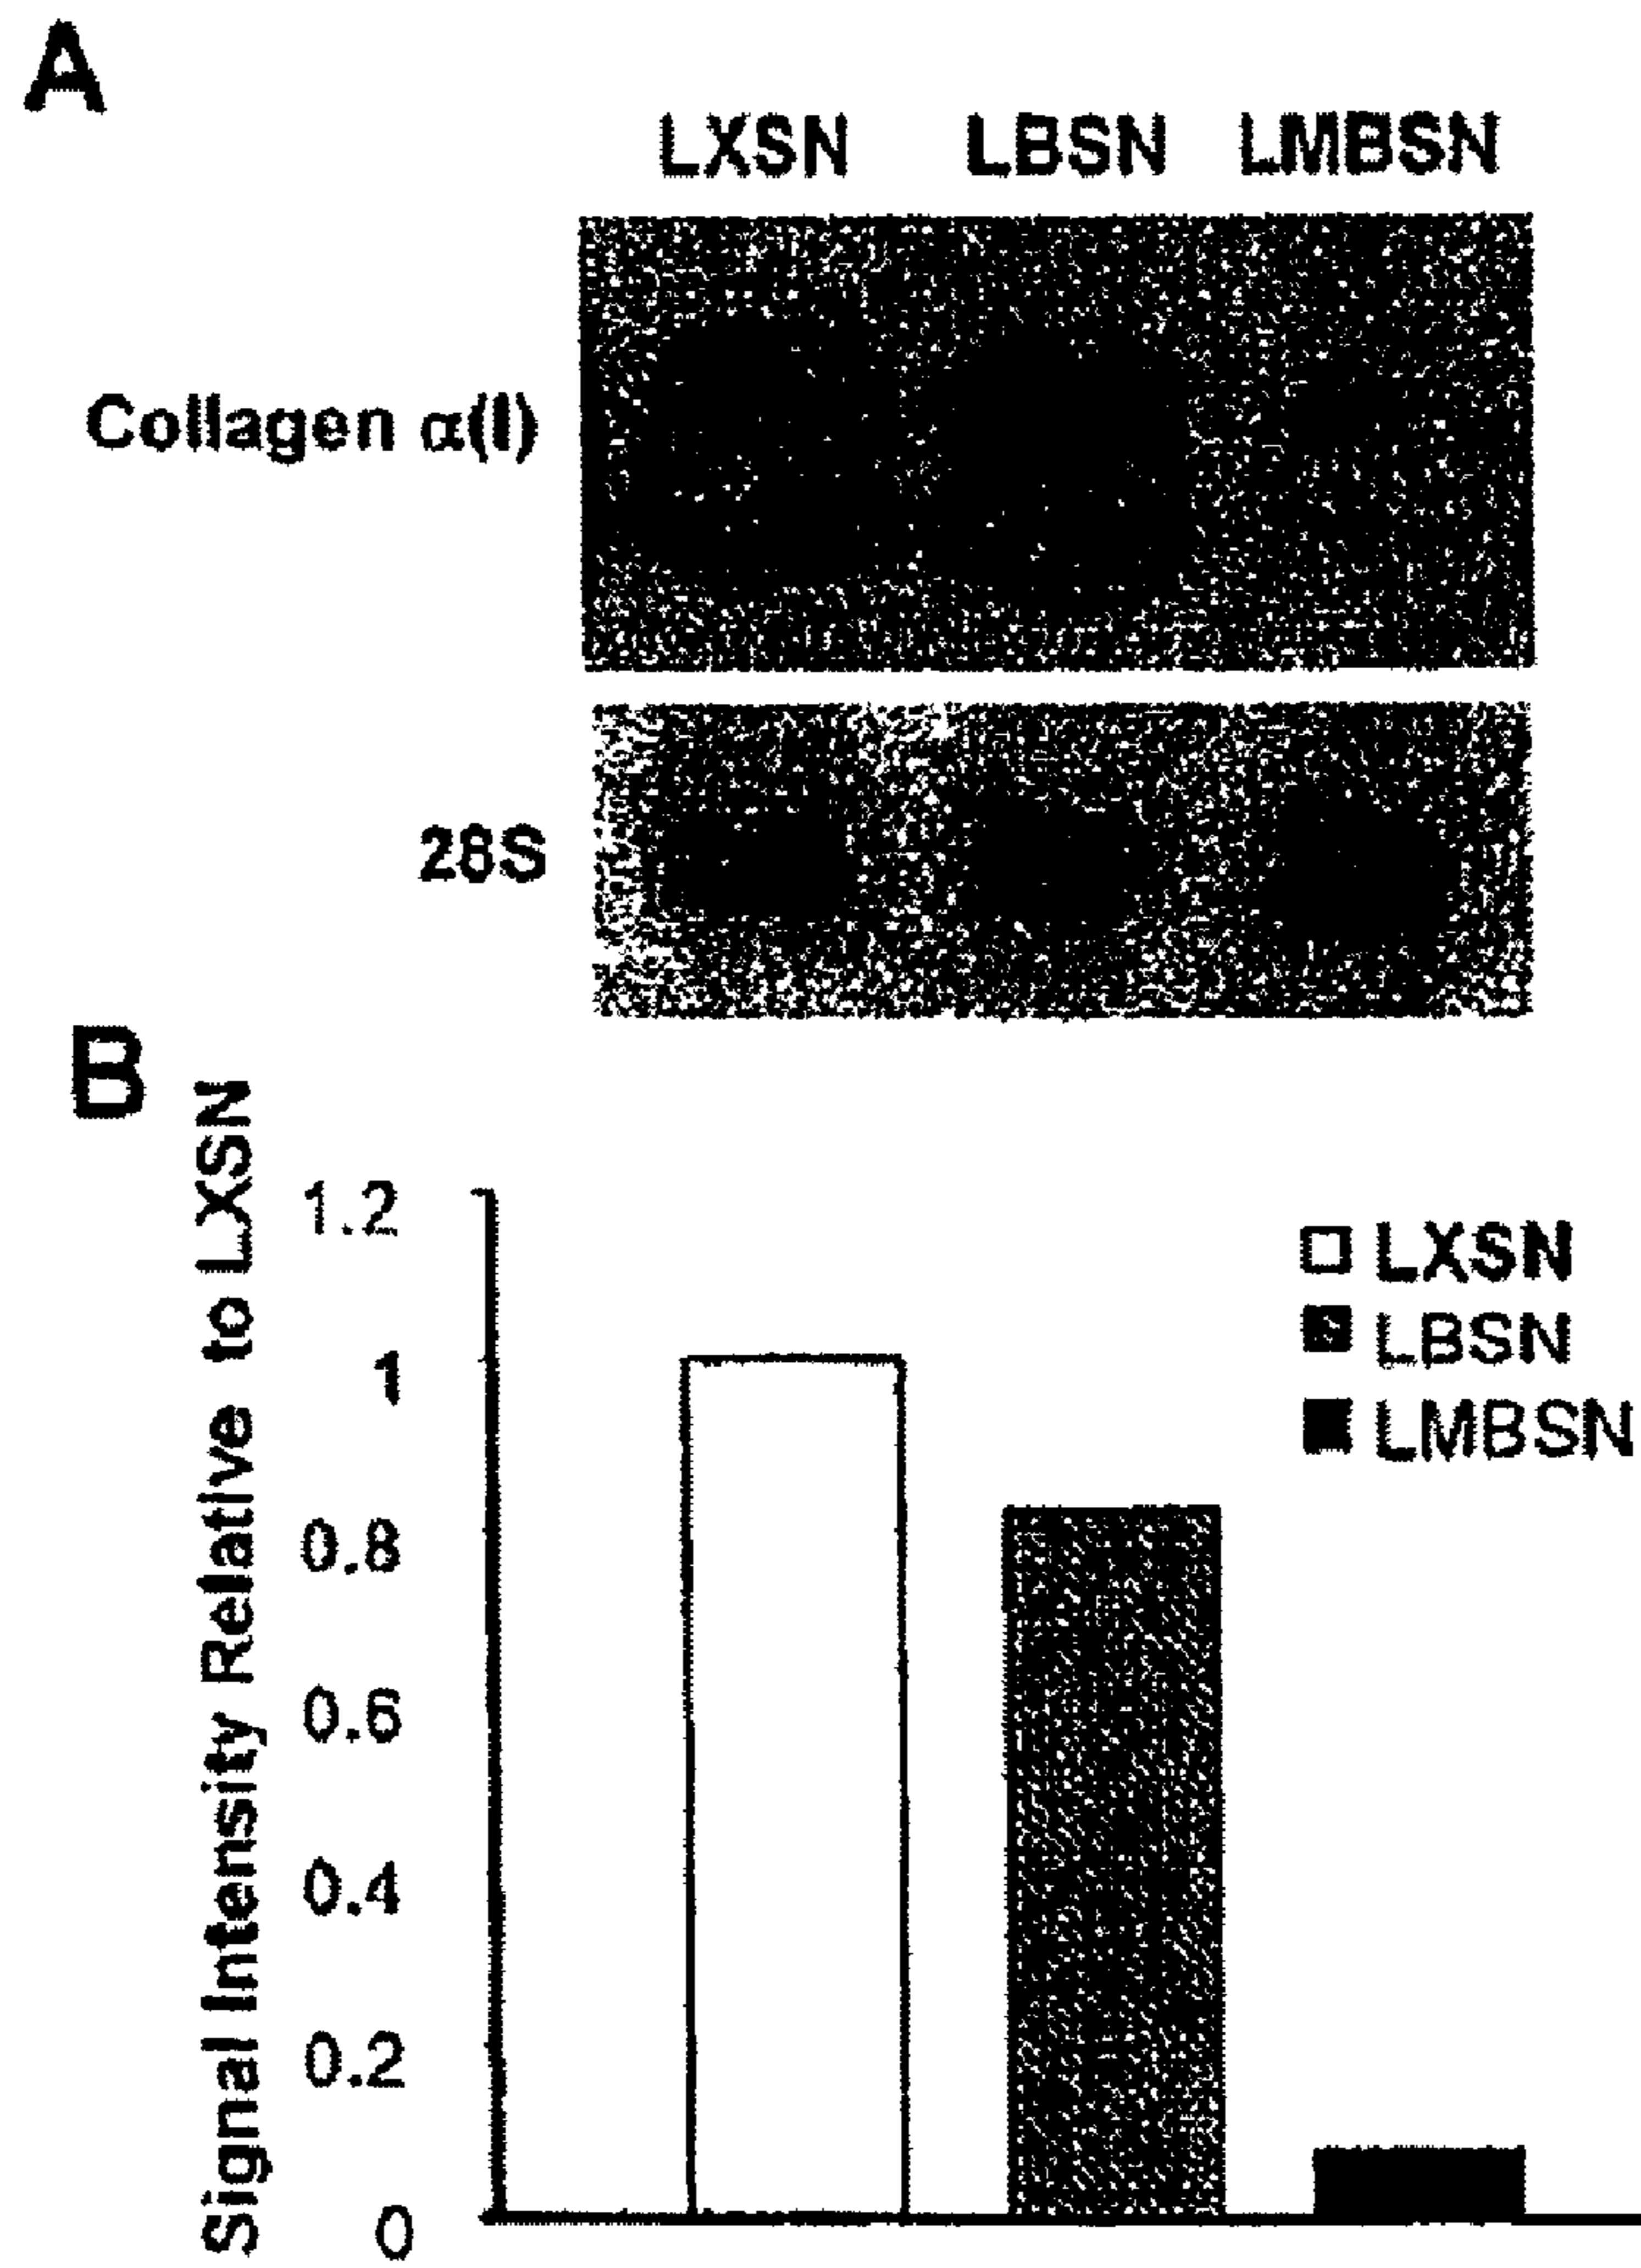 A
LXSN LBSN LMBSN
Collagen α(I)
28S
B
Signal Intensity Relative to LXSN
1.2
1
0.8
0.6
0.4
0.2
0
LXSN
LBSN
LMBSN